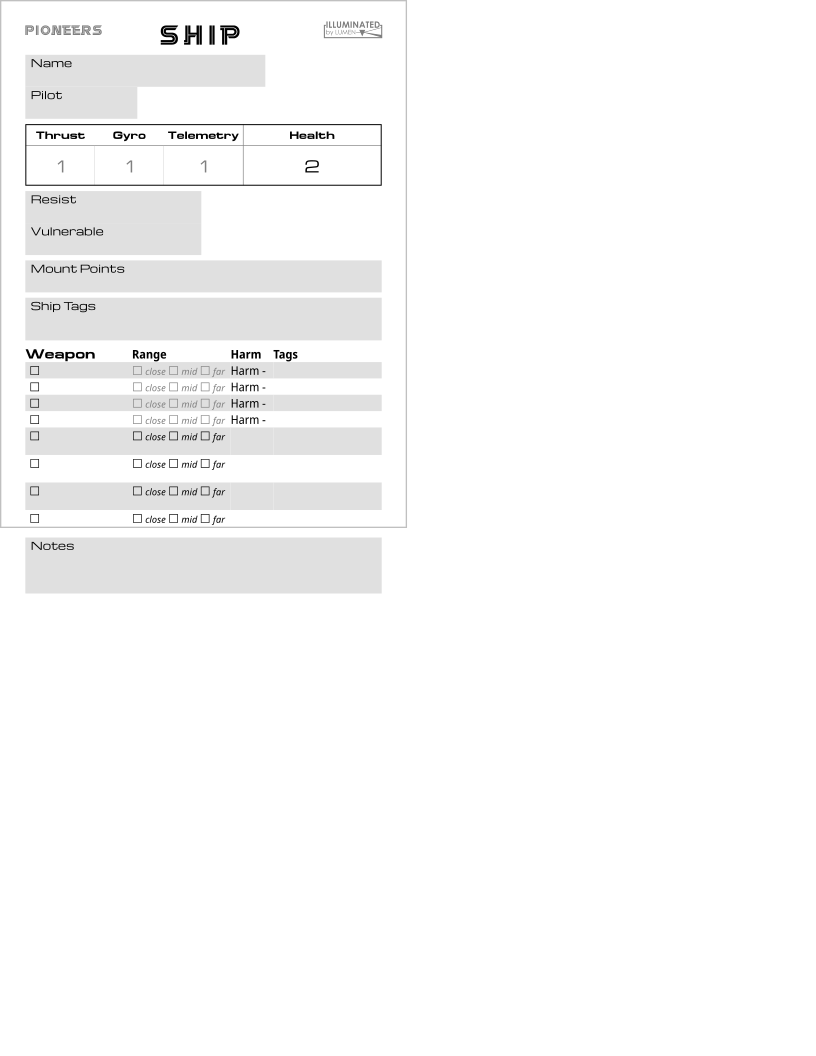 PIONEERS SHIP ILLUMINATED
by LUMEN
Name
Pilot
Thrust Gyro Telemetry Health
1 1 1 2
Resist
Vulnerable
Mount Points
Ship Tags
Weapon Range Harm Tags
☐ ☐ close ☐ mid ☐ far Harm -
☐ ☐ close ☐ mid ☐ far Harm -
☐ ☐ close ☐ mid ☐ far Harm -
☐ ☐ close ☐ mid ☐ far Harm -
☐ ☐ close ☐ mid ☐ far
☐ ☐ close ☐ mid ☐ far
☐ ☐ close ☐ mid ☐ far
☐ ☐ close ☐ mid ☐ far
Notes